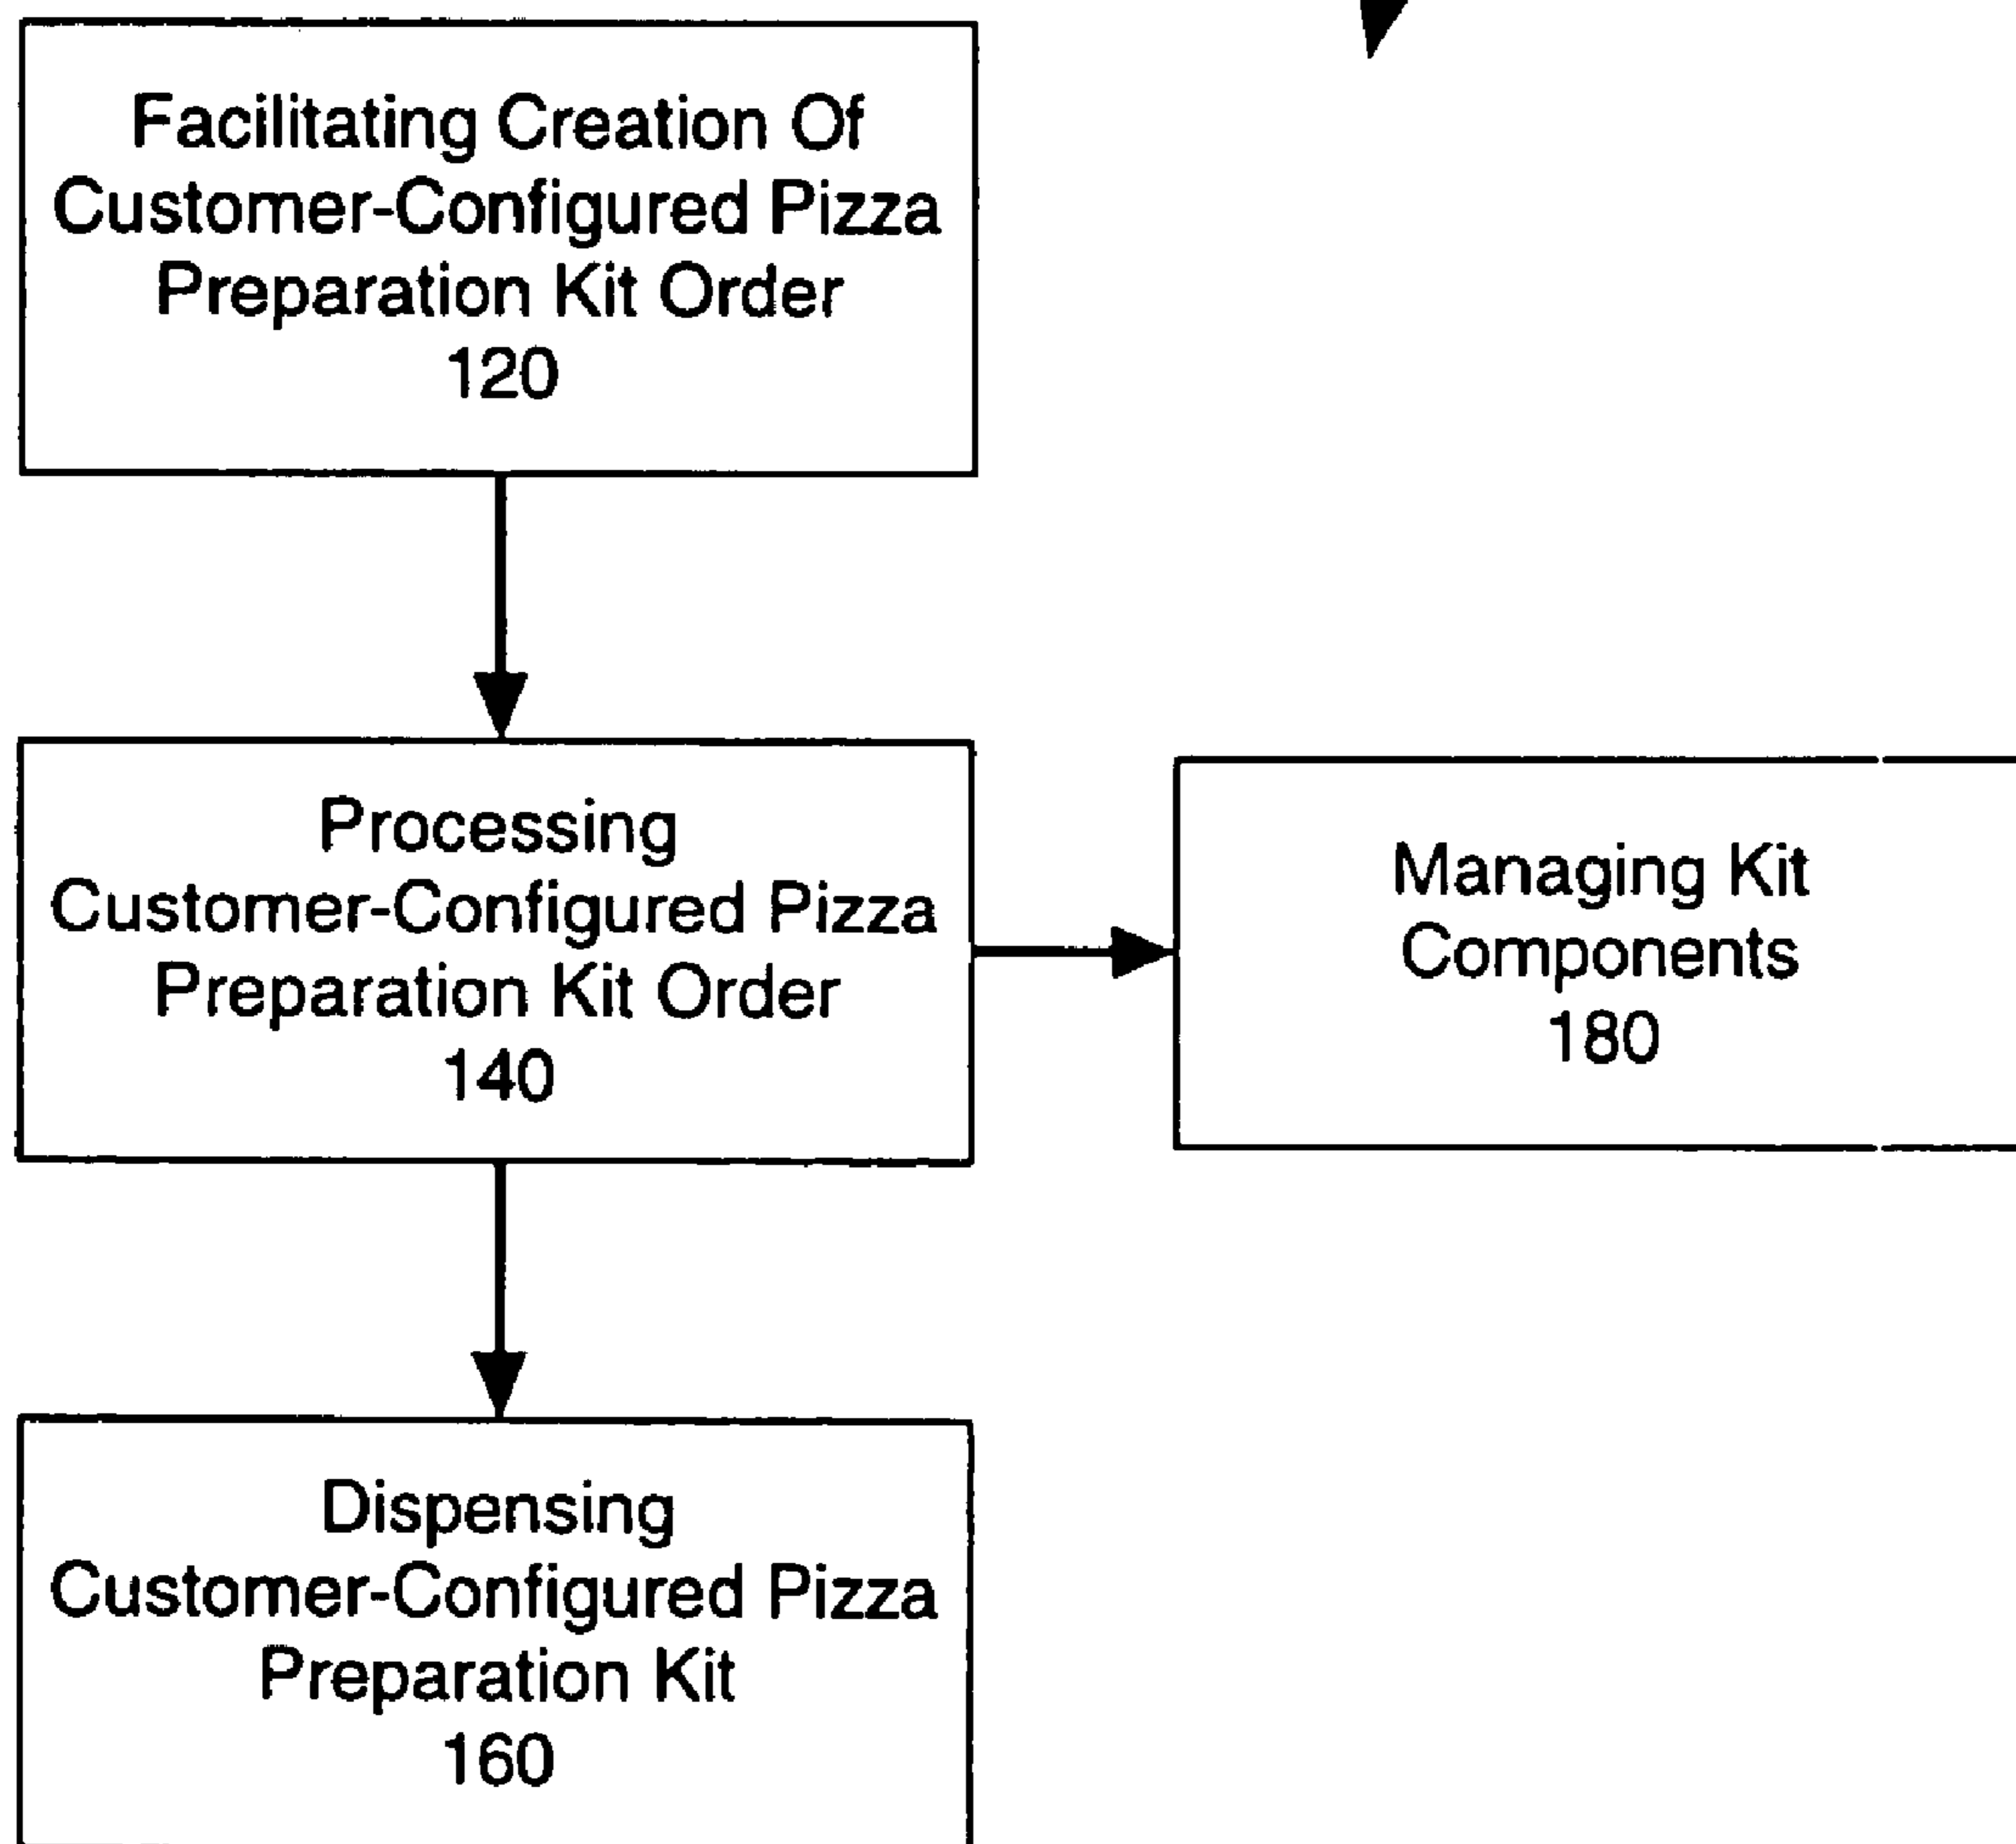 Facilitating Creation Of
Customer-Configured Pizza
Preparation Kit Order
120
Processing
Customer-Configured Pizza
Preparation Kit Order
140
Managing Kit
Components
180
Dispensing
Customer-Configured Pizza
Preparation Kit
160